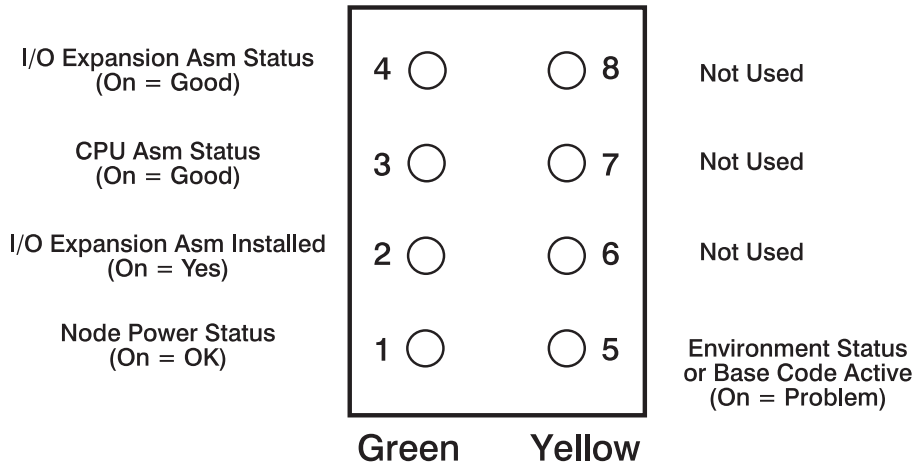 I/O Expansion Asm Status
(On = Good)
4
8
Not Used
CPU Asm Status
(On = Good)
3
7
Not Used
I/O Expansion Asm Installed
(On = Yes)
2
6
Not Used
Node Power Status
(On = OK)
1
5
Environment Status
or Base Code Active
(On = Problem)
Green
Yellow